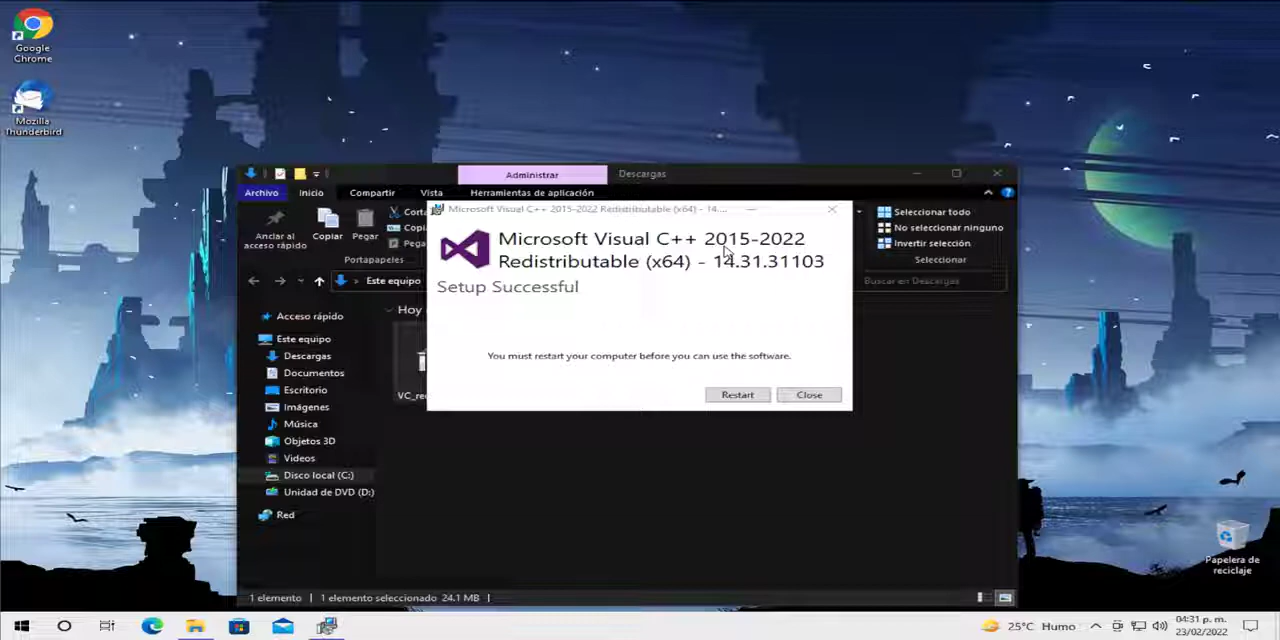 Google
Chrome
Mozilla
Thunderbird
Administrar
Descargas
Archivo
Inicio
Compartir
Vista
Herramientas de aplicación
Anclar al
acceso rápido
Copiar
Pegar
Portapapeles
Seleccionar todo
No seleccionar ninguno
Invertir selección
Seleccionar
Este equipo
Buscar en Descargas
Microsoft Visual C++ 2015-2022 Redistributable (x64) - 14....
Microsoft Visual C++ 2015-2022
Redistributable (x64) - 14.31.31103
Setup Successful
You must restart your computer before you can use the software.
Restart
Close
Hoy
VC_re
Acceso rápido
Este equipo
Descargas
Documentos
Escritorio
Imágenes
Música
Objetos 3D
Videos
Disco local (C:)
Unidad de DVD (D:)
Red
1 elemento
1 elemento seleccionado 24.1 MB
Papelera de
reciclaje
25°C Humo
04:31 p. m.
23/02/2022